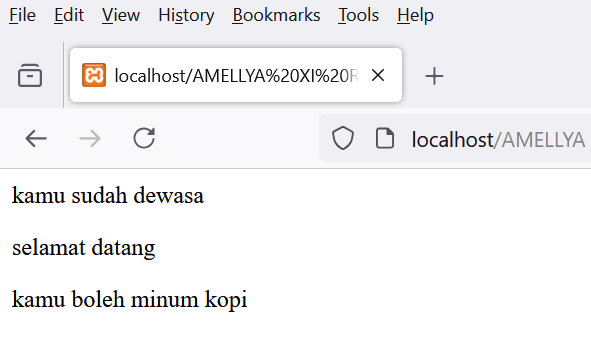 File Edit View History Bookmarks Tools Help
localhost/AMELLYA%20XI%20R
localhost/AMELLYA
kamu sudah dewasa
selamat datang
kamu boleh minum kopi